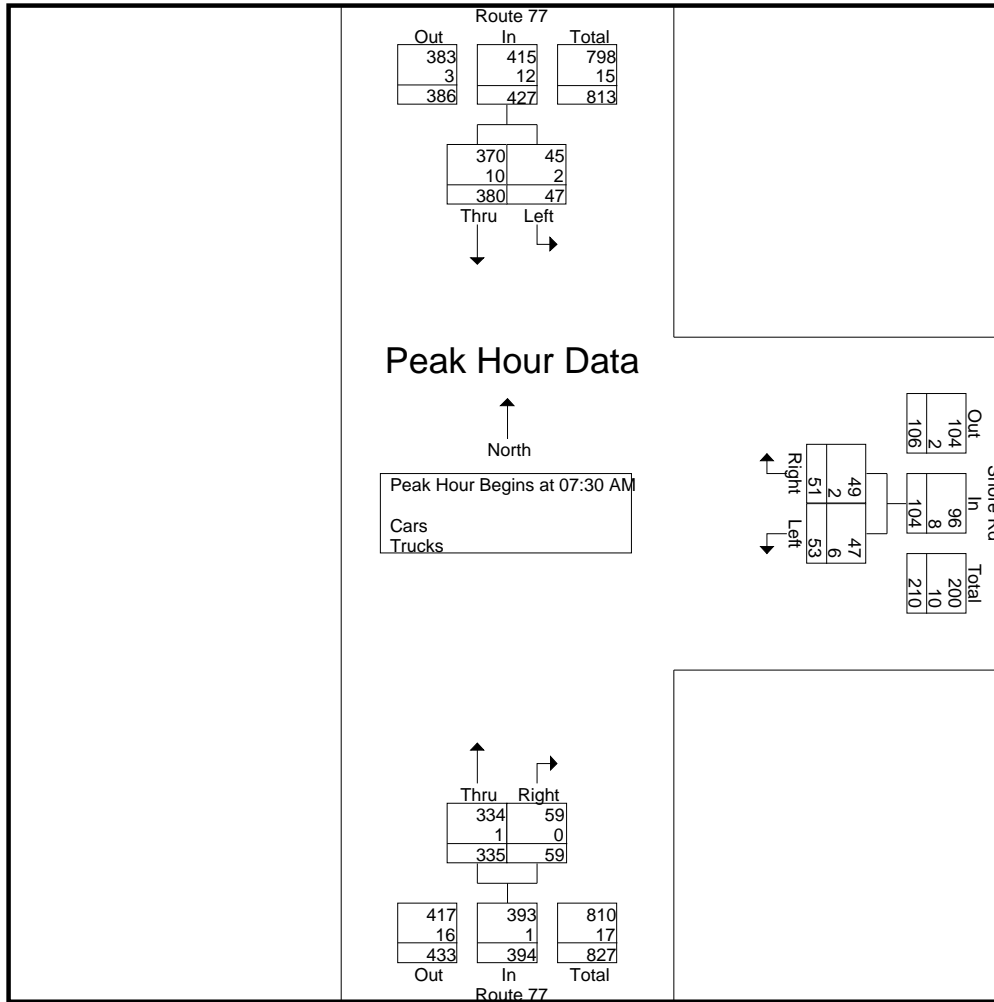 Route 77
Out In Total
383 415 798
3 12 15
386 427 813
370 45
10 2
380 47
Thru Left
Peak Hour Data
North
Peak Hour Begins at 07:30 AM
Cars
Trucks
Right Left
49 47
2 6
51 53
Shore Rd
Out In Total
104 96 200
2 8 10
106 104 210
Thru Right
334 59
1 0
335 59
417 393 810
16 1 17
433 394 827
Out In Total
Route 77